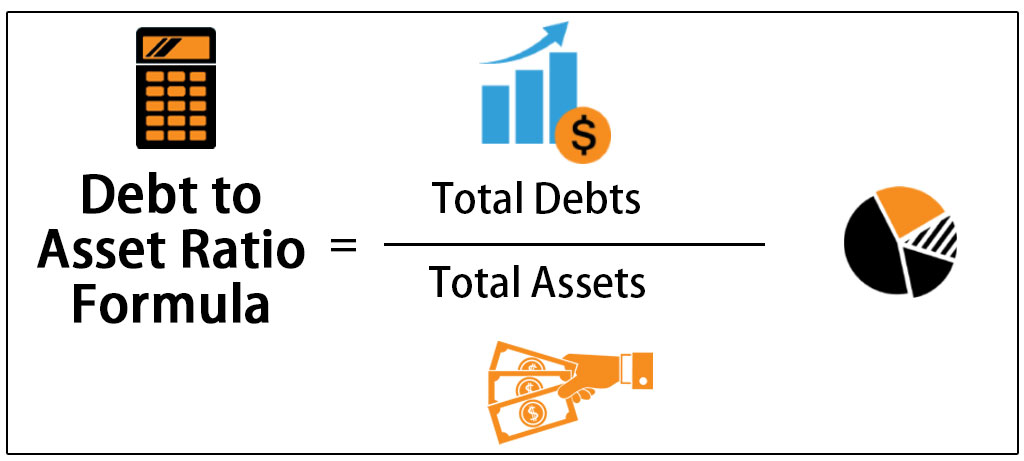 $
Debt to
Asset Ratio
Formula
=
Total Debts
Total Assets
$
$
$